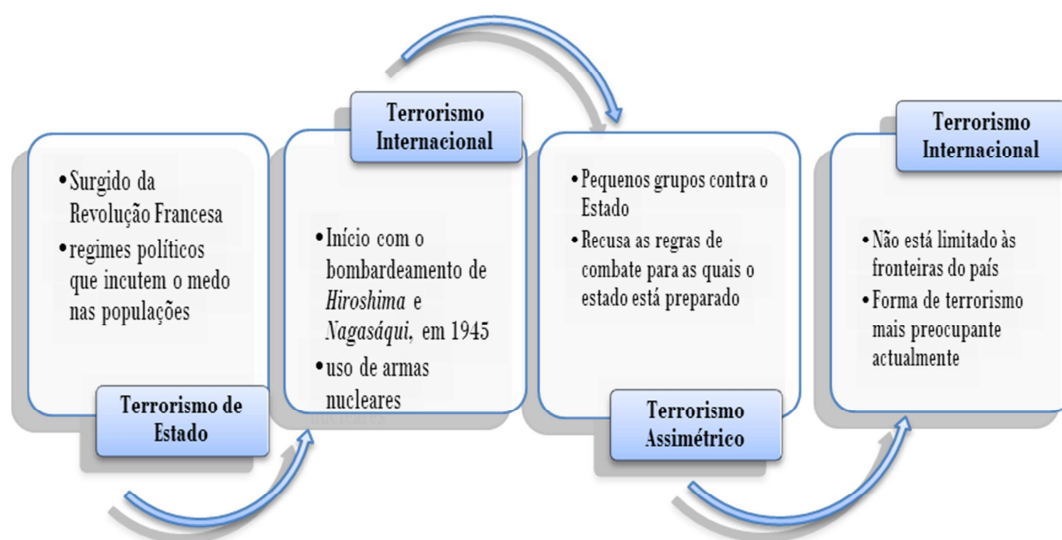 •Surgido da
Revolução Francesa
•regimes políticos
que incutem o medo
nas populações
Terrorismo de
Estado
Terrorismo
Internacional
•Início com o
bombardeamento de
Hiroshima e
Nagasáqui, em 1945
•uso de armas
nucleares
•Pequenos grupos contra o
Estado
•Recusa as regras de
combate para as quais o
estado está preparado
Terrorismo
Assimétrico
Terrorismo
Internacional
•Não está limitado às
fronteiras do país
•Forma de terrorismo
mais preocupante
actualmente